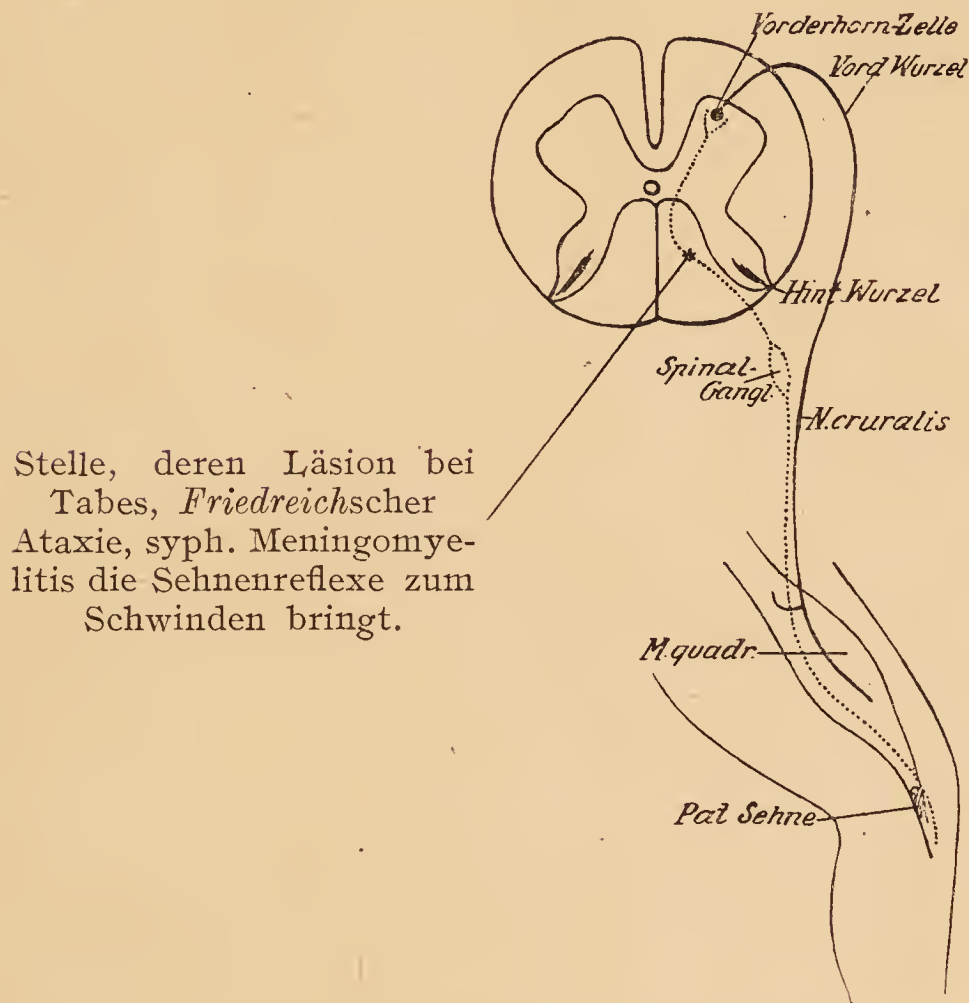 Vorderhorn-Zelle
Vord Wurzel
Hint. Wurzel
Spinal-
Gangl.
N. cruralis
Stelle, deren Läsion bei
Tabes, Friedreichscher
Ataxie, syph. Meningomye-
litis die Sehnenreflexe zum
Schwinden bringt.
M. quadr.
Pat Sehne